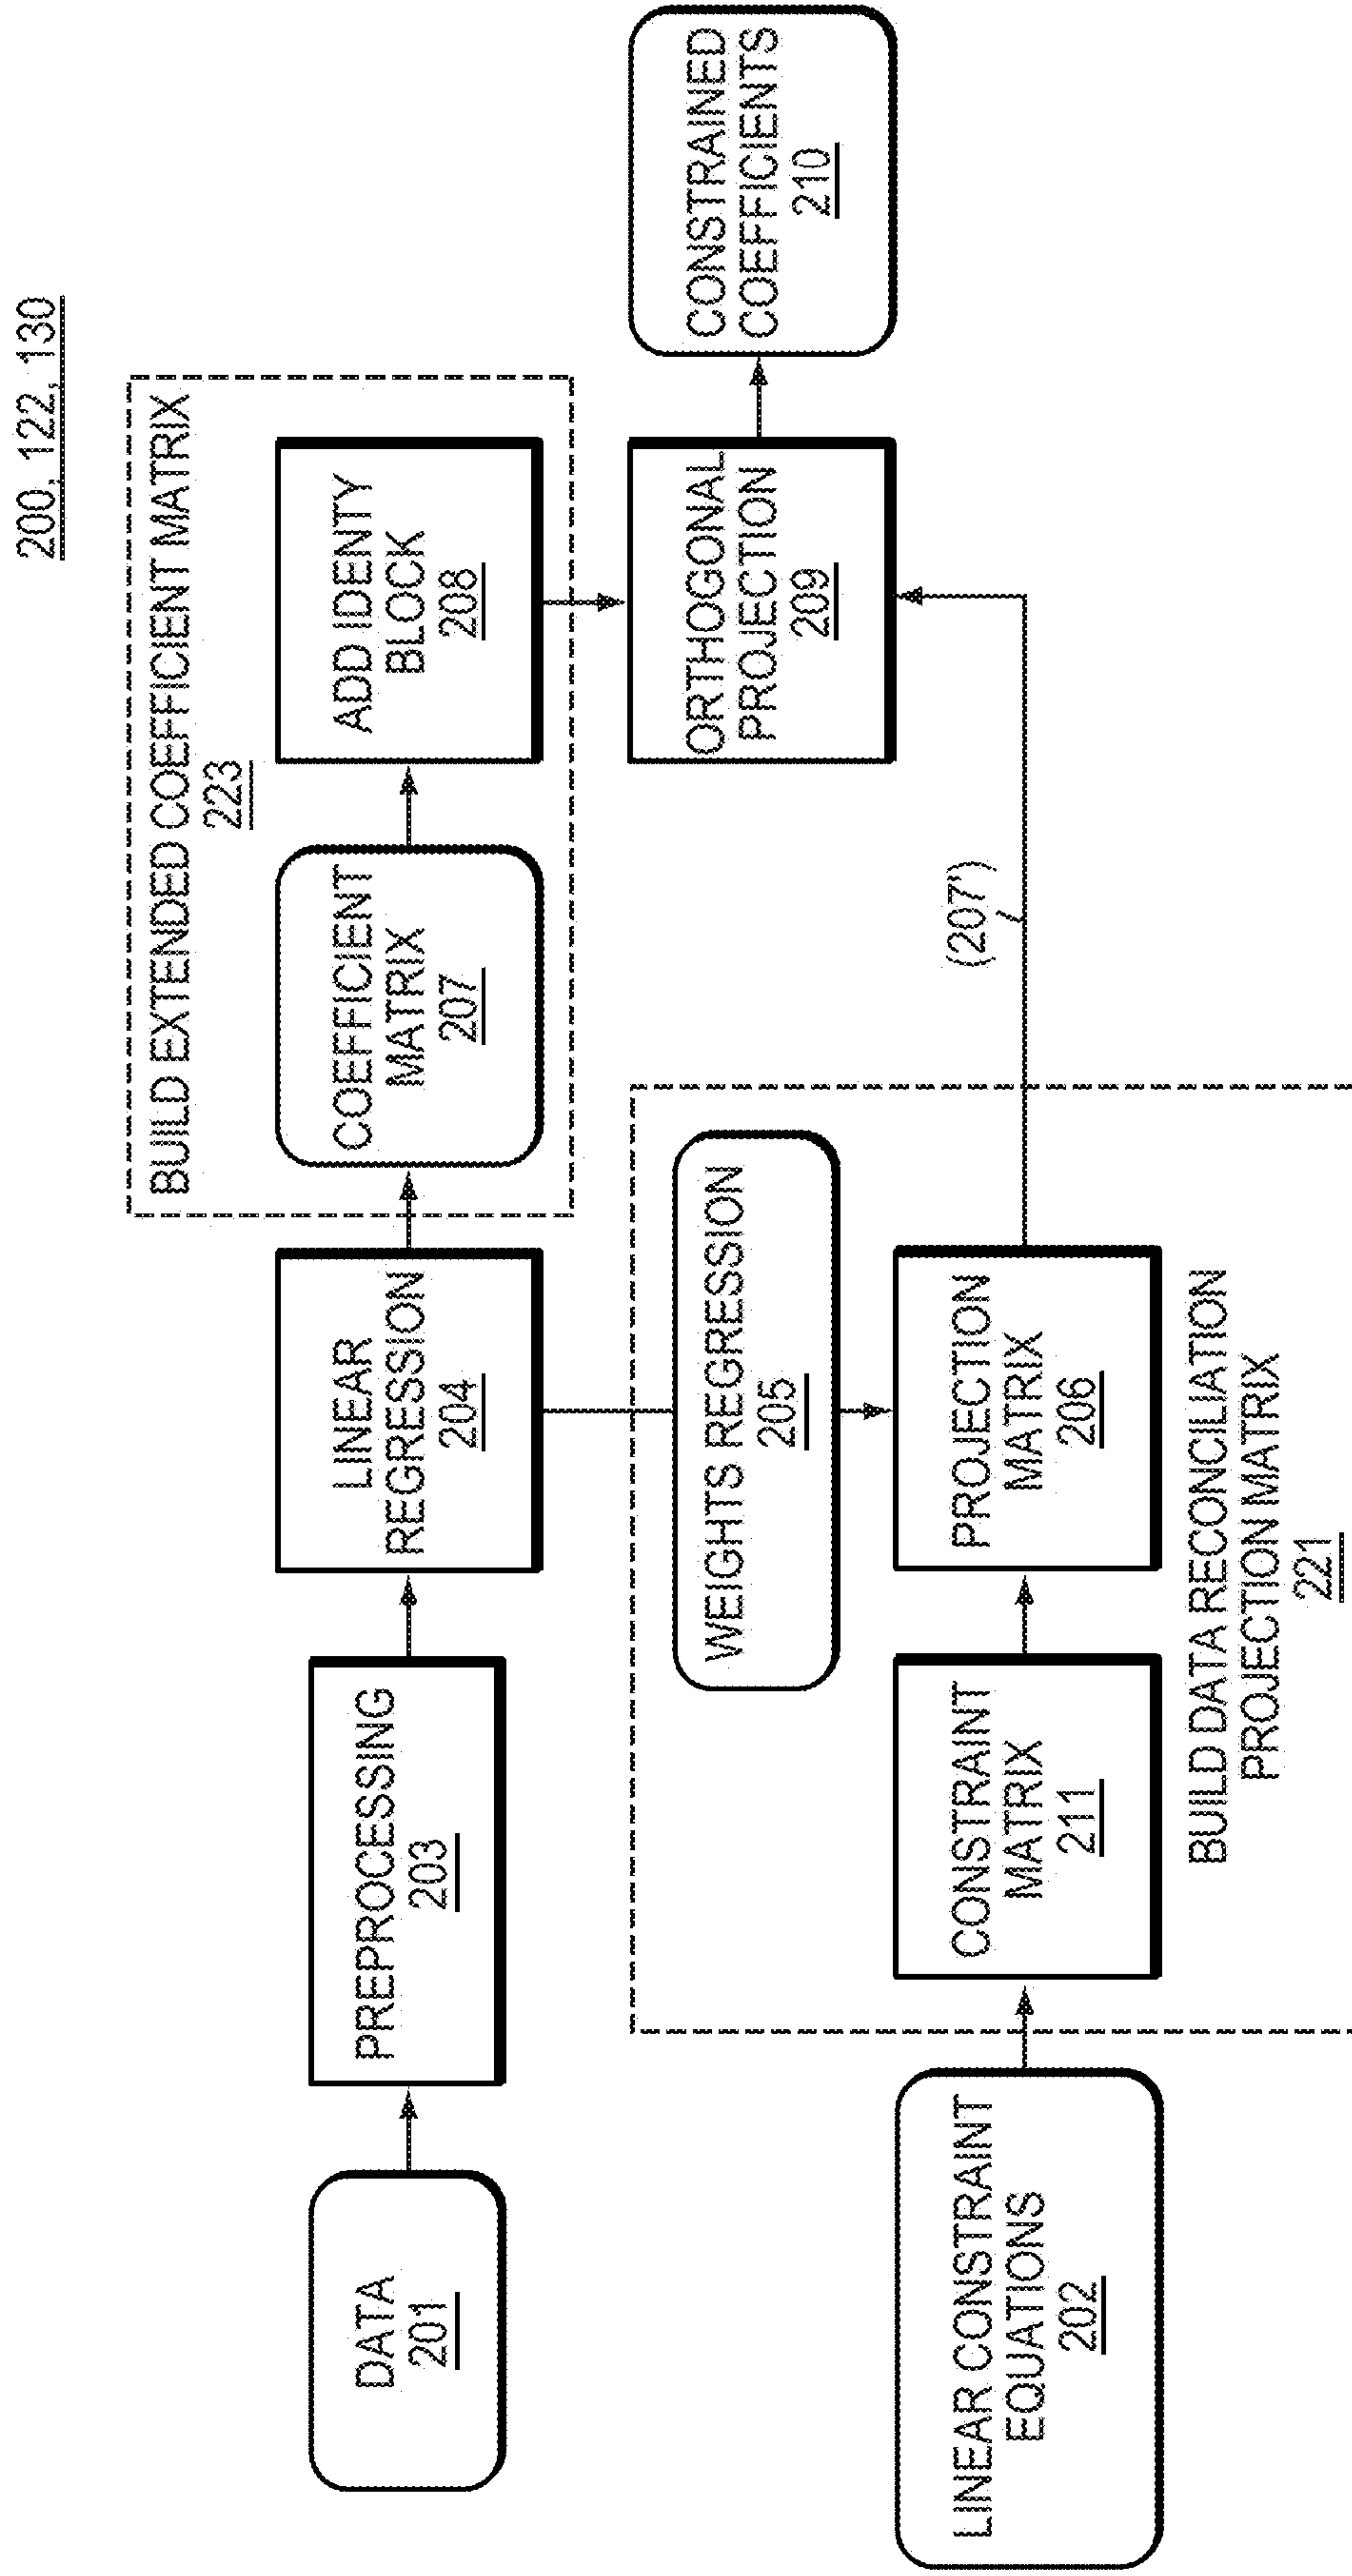 200, 122, 130
BUILD EXTENDED COEFFICIENT MATRIX
223
DATA
201
PREPROCESSING
203
LINEAR
REGRESSION
204
COEFFICIENT
MATRIX
207
ADD IDENTY
BLOCK
208
WEIGHTS REGRESSION
205
ORTHOGONAL
PROJECTION
209
CONSTRAINED
COEFFICIENTS
210
LINEAR CONSTRAINT
EQUATIONS
202
CONSTRAINT
MATRIX
211
PROJECTION
MATRIX
206
(207')
BUILD DATA RECONCILIATION
PROJECTION MATRIX
221